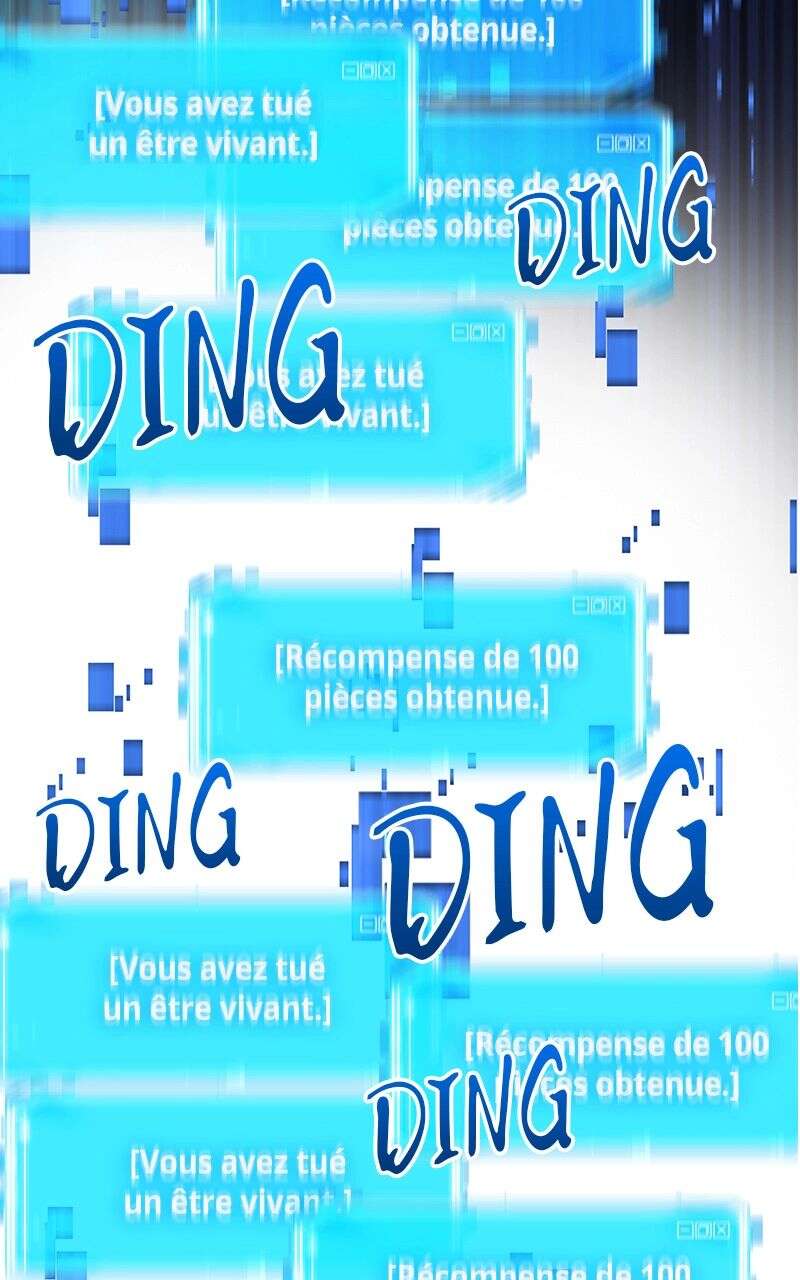 [Récompense de 100
pièces obtenue.]
[Vous avez tué
un être vivant.]
pense de 100
pièces obtenue.
DING
DING
avez tué
un être vivant.]
[Récompense de 100
pièces obtenue.]
DING
DING
[Vous avez tué
un être vivant.]
[Récompense de 100
pièces obtenue.]
DING
[Vous avez tué
un être vivant.]
[Récompense de 100